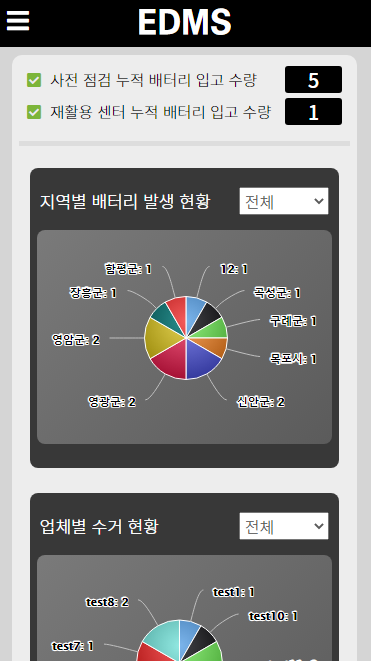 EDMS
사전 점검 누적 배터리 입고 수량 5
재활용 센터 누적 배터리 입고 수량 1
지역별 배터리 발생 현황 전체
함평군: 1 12: 1
장흥군: 1 곡성군: 1
구례군: 1
영암군: 2 목포시: 1
영광군: 2 신안군: 2
업체별 수거 현황 전체
test1: 1
test8: 2 test10: 1
test7: 1